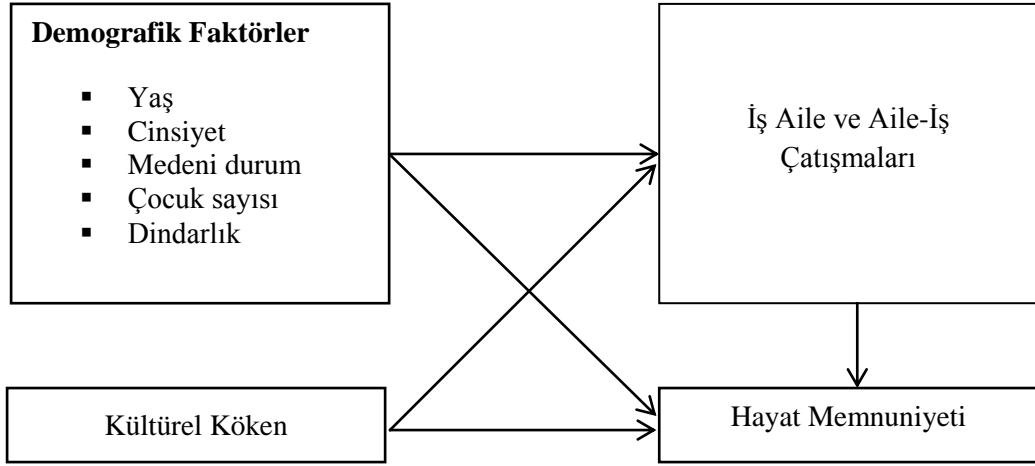 Demografik Faktörler
▪ Yaş
▪ Cinsiyet
▪ Medeni durum
▪ Çocuk sayısı
▪ Dindarlık
İş Aile ve Aile-İş
Çatışmaları
Kültürel Köken
Hayat Memnuniyeti